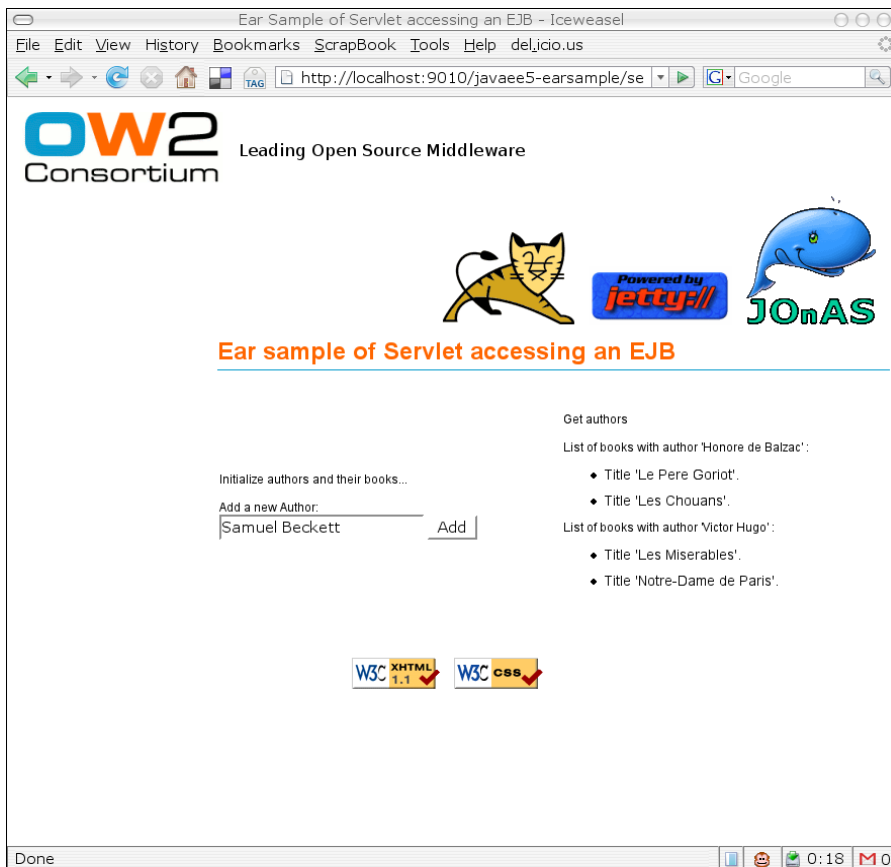 Ear Sample of Servlet accessing an EJB - Iceweasel
File Edit View History Bookmarks ScrapBook Tools Help del.icio.us
TAG http://localhost:9010/javaee5-earsample/se G Google
OW2
Consortium
Leading Open Source Middleware
Powered by
jetty://
JOnAS
Ear sample of Servlet accessing an EJB
Initialize authors and their books...
Add a new Author:
Samuel Beckett Add
Get authors
List of books with author 'Honore de Balzac' :
Title 'Le Pere Goriot'.
Title 'Les Chouans'.
List of books with author 'Victor Hugo' :
Title 'Les Miserables'.
Title 'Notre-Dame de Paris'.
W3C XHTML 1.1
W3C css
Done 0:18 M 0